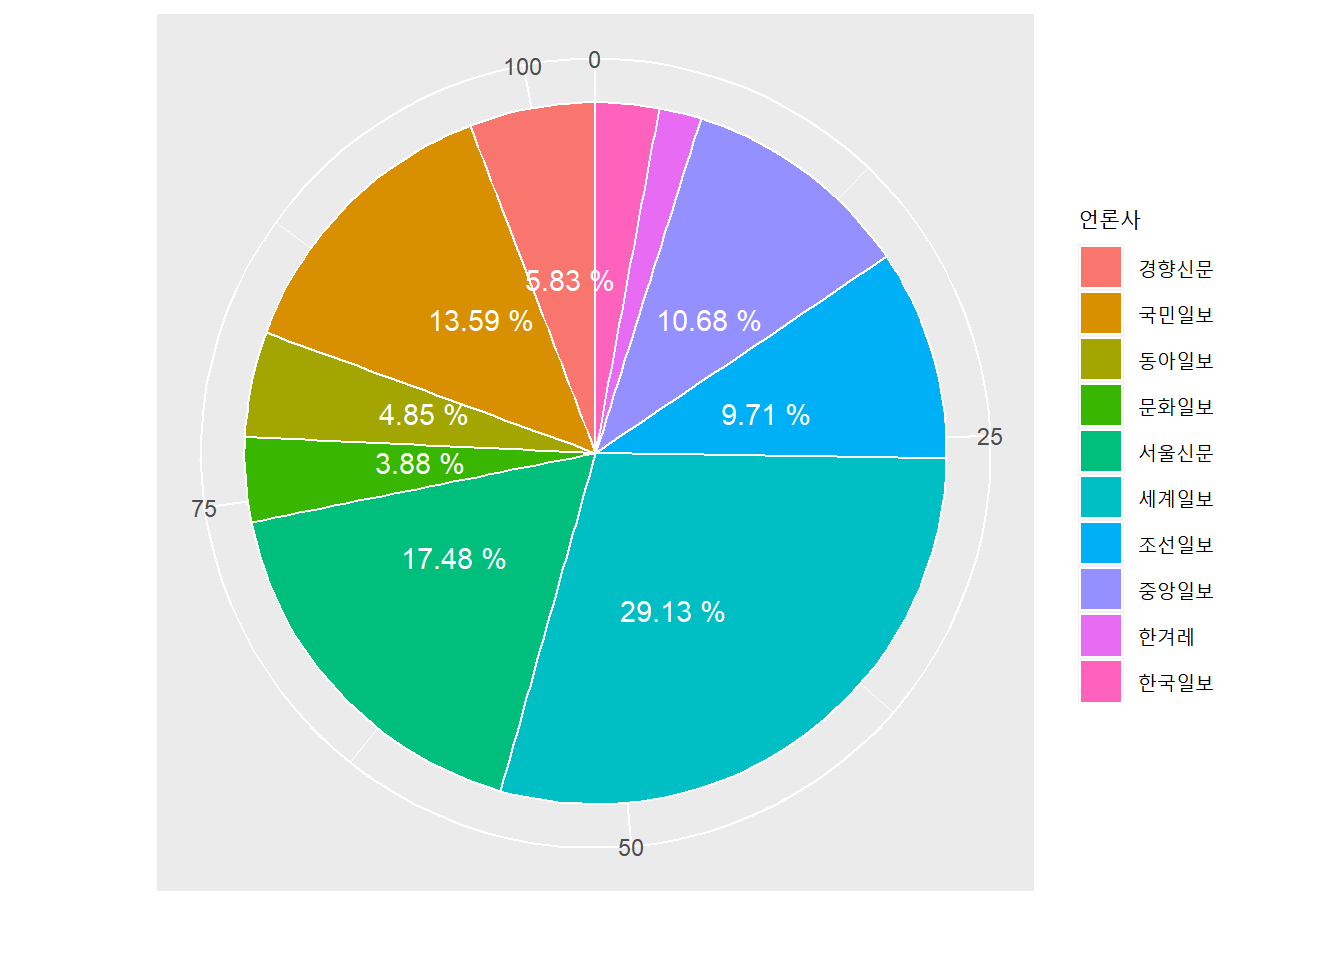 100
0
5.83 %
13.59 %
10.68 %
4.85 %
9.71 %
25
3.88 %
75
17.48 %
29.13 %
50
언론사
경향신문
국민일보
동아일보
문화일보
서울신문
세계일보
조선일보
중앙일보
한겨레
한국일보